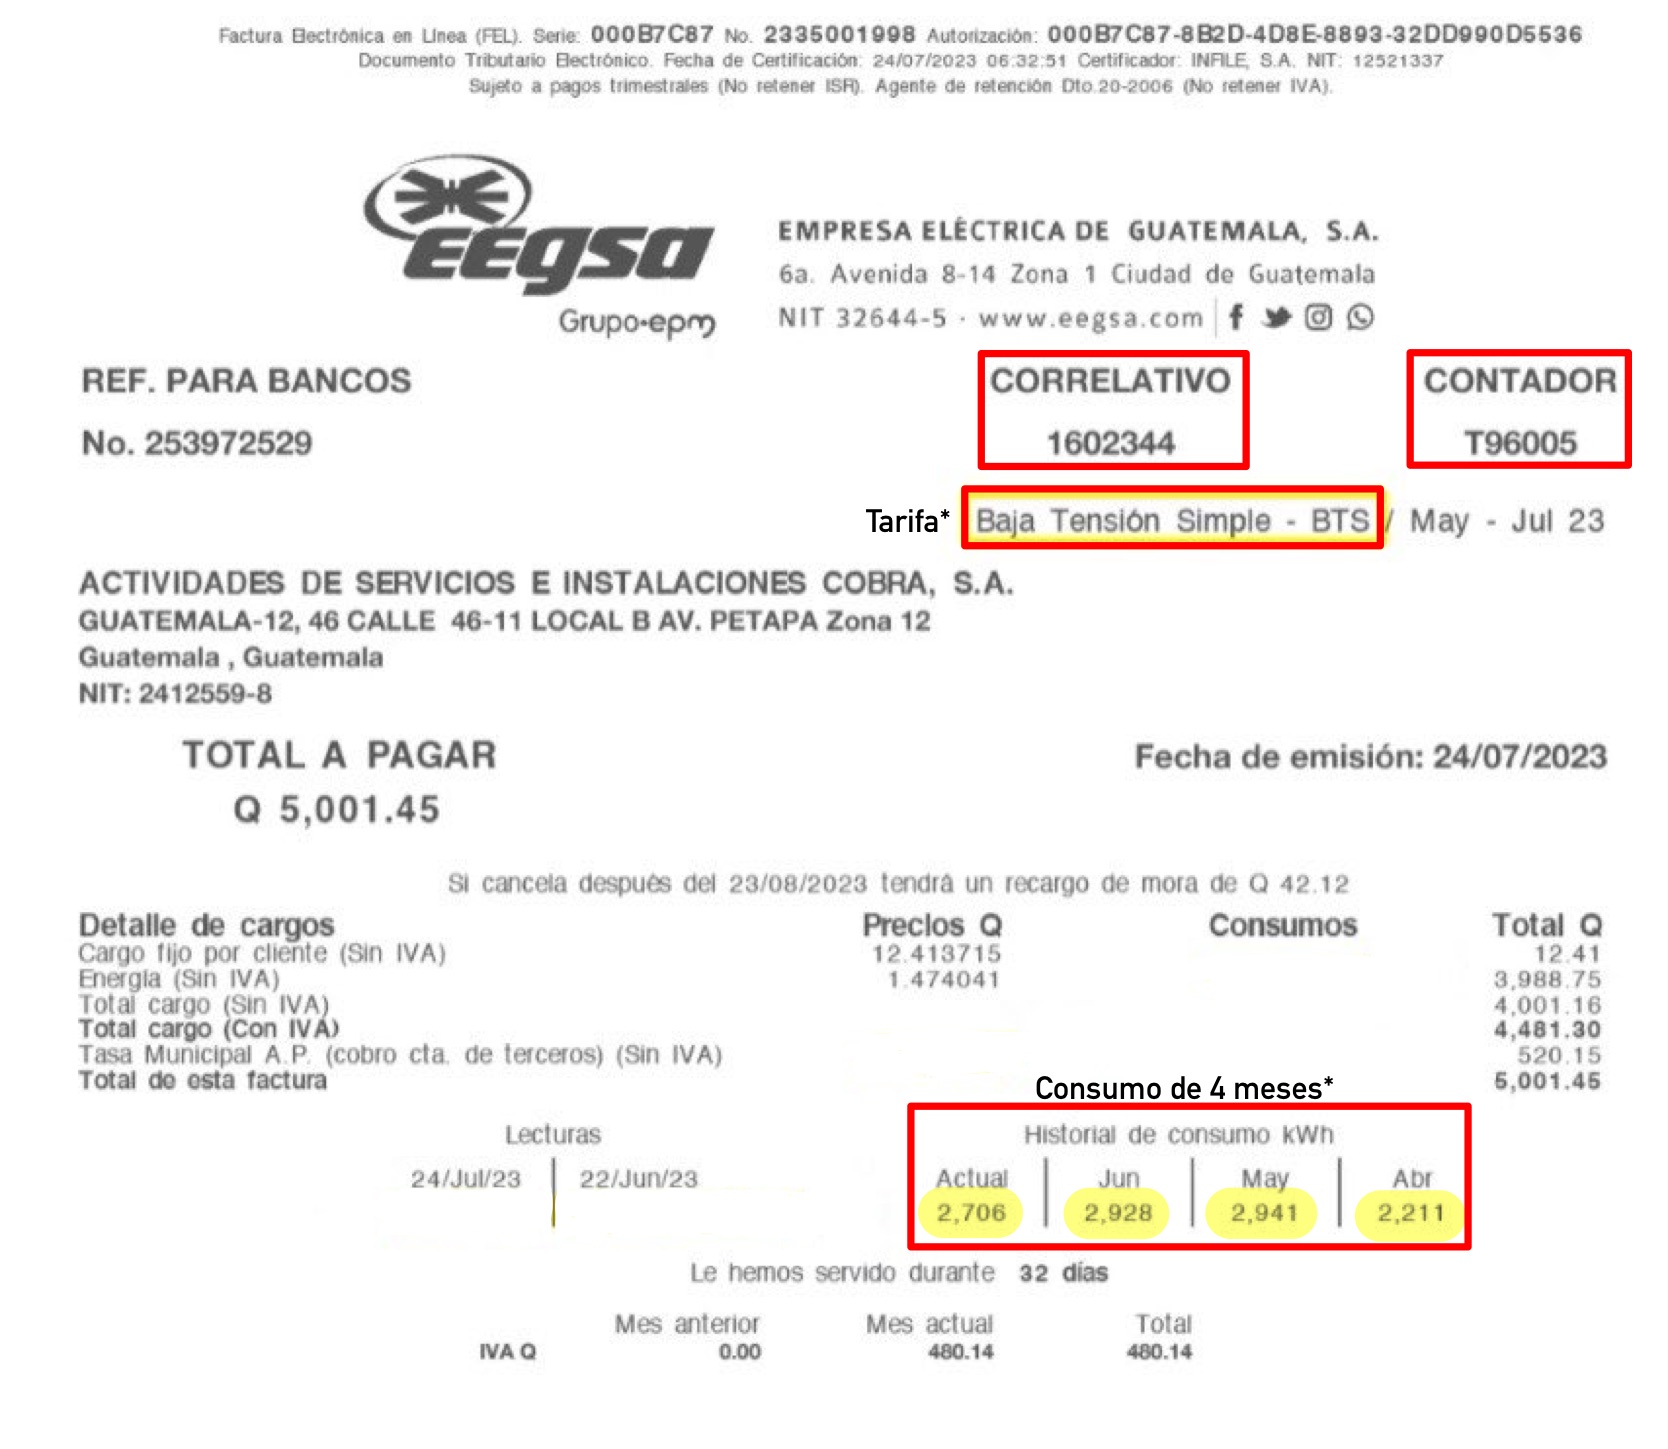 Factura Electrónica en Línea (FEL). Serie: 000B7C87 No. 2335001998 Autorización: 000B7C87-8B2D-4D8E-8893-32DD990D5536
Documento Tributario Electrónico. Fecha de Certificación: 24/07/2023 06:32:51 Certificador: INFILE, S.A. NIT: 12521337
Sujeto a pagos trimestrales (No retener ISR). Agente de retención Dto.20-2006 (No retener IVA).
EEGSA
Grupo·epm
EMPRESA ELÉCTRICA DE GUATEMALA, S.A.
6a. Avenida 8-14 Zona 1 Ciudad de Guatemala
NIT 32644-5 · www.eegsa.com
REF. PARA BANCOS CORRELATIVO CONTADOR
No. 253972529 1602344 T96005
Tarifa* Baja Tensión Simple - BTS / May - Jul 23
ACTIVIDADES DE SERVICIOS E INSTALACIONES COBRA, S.A.
GUATEMALA-12, 46 CALLE 46-11 LOCAL B AV. PETAPA Zona 12
Guatemala , Guatemala
NIT: 2412559-8
TOTAL A PAGAR Fecha de emisión: 24/07/2023
Q 5,001.45
Si cancela después del 23/08/2023 tendrá un recargo de mora de Q 42.12
Detalle de cargos Precios Q Consumos Total Q
Cargo fijo por cliente (Sin IVA) 12.413715 12.41
Energía (Sin IVA) 1.474041 3,988.75
Total cargo (Sin IVA) 4,001.16
Total cargo (Con IVA) 4,481.30
Tasa Municipal A.P. (cobro cta. de terceros) (Sin IVA) 520.15
Total de esta factura 5,001.45
Consumo de 4 meses*
Lecturas Historial de consumo kWh
24/Jul/23 22/Jun/23 Actual Jun May Abr
2,706 2,928 2,941 2,211
Le hemos servido durante 32 días
Mes anterior Mes actual Total
IVA Q 0.00 480.14 480.14